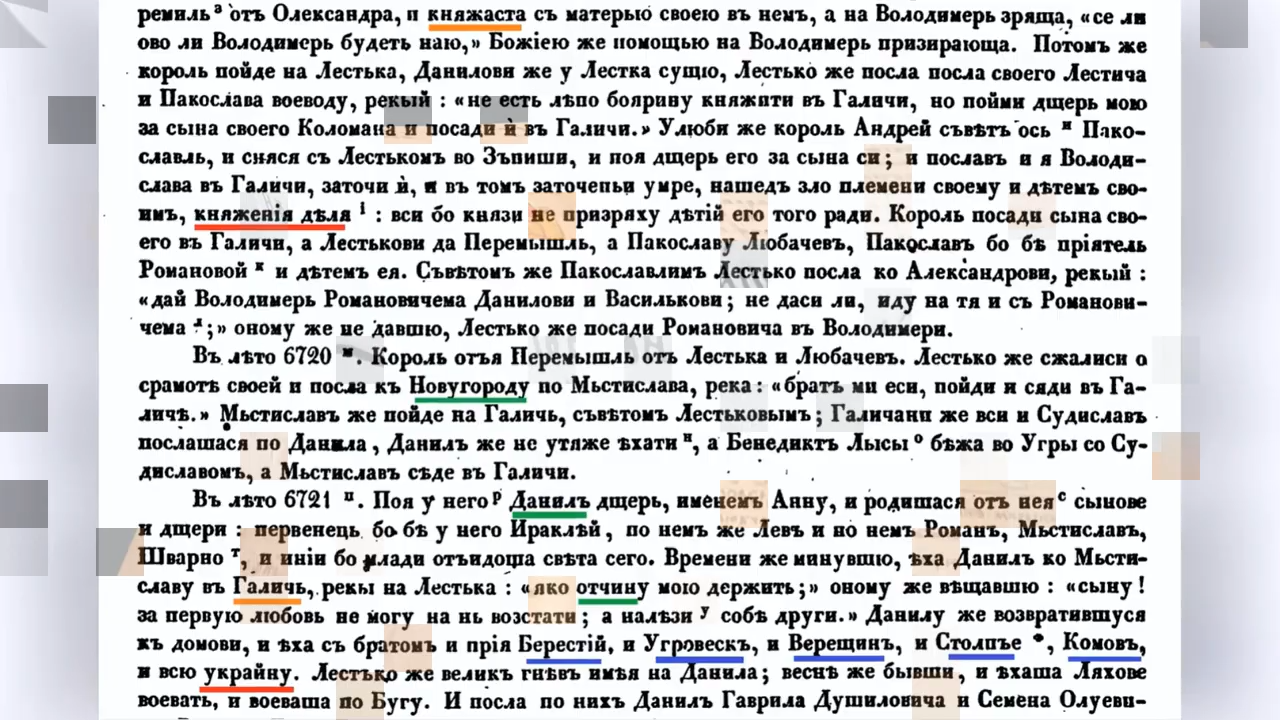 ремилъ ᵃ отъ Олександра, и княжаста съ матерью своею въ немъ, а на Володимерь зряща, «се ли
ово ли Володимерь будетъ наю,» Божіею же помощью на Володимерь призирающа. Потомъ же
король пойде на Лестька, Данилови же у Лестка сущю, Лестько же посла посла своего Лестича
и Пакослава воеводу, рекый : «не есть лѣпо боярину княжити въ Галичи, но пойми дщерь мою
за сына своего Коломана и посади ѝ въ Галичи.» Улюби же король Андрей съвѣтъ ось ᶦ Пако-
славль, и сняся съ Лестькомъ во Зъпиши, и поя дщерь его за сына си; и пославъ и я Володи-
слава въ Галичи, заточи ѝ, и въ томъ заточеньи умре, нашедъ зло племени своему и дѣтемъ сво-
имъ, княженія дѣля ⁱ : вси бо князи не призряху дѣтій его того ради. Король посади сына сво-
его въ Галичи, а Лестькови да Перемышль, а Пакославу Любачевъ, Пакославъ бо бѣ пріятель
Романовой ᵏ и дѣтемъ ея. Съвѣтомъ же Пакославлимъ Лестько посла ко Александрови, рекый :
«дай Володимерь Романовичема Данилови и Василькови; не даси ли, иду на тя и съ Романови-
чема ;» оному же не давшю, Лестько же посади Романовича въ Володимери.
Въ лѣто 6720 ᵐ. Король отъя Перемышль отъ Лестька и Любачевъ. Лестько же сжалиси о
срамотѣ своей и посла къ Новугороду по Мьстислава, река : «братъ ми еси, пойди и сяди въ Га-
личѣ.» Мьстиславъ же пойде на Галичь, съвѣтомъ Лестьковымъ; Галичани же вси и Судиславъ
послашася по Данила, Данилъ же не утяже ѣхати ⁿ, а Бенедиктъ Лысы ᵒ бѣжа во Угры со Су-
диславомъ, а Мьстиславъ сѣде въ Галичи.
Въ лѣто 6721 ⁿ. Поя у него ᵖ Данилъ дщерь, именемъ Анну, и родишася отъ нея ᶜ сынове
и дщери : первенець бо бѣ у него Ираклѣй, по немъ же Левъ и по немъ Романъ, Мьстиславъ,
Шварно ᵀ, и иніи бо млади отъидоша свѣта сего. Времени же минувшю, ѣха Данилъ ко Мьсти-
славу въ Галичь, рекы на Лестька : «яко отчину мою держить;» оному же вѣщавшю : «сыну !
за первую любовь не могу на нь возстати ; а налѣзи ʸ собѣ други.» Данилу же возвратившуся
къ домови, и ѣха съ братомъ и прія Берестій, и Угровескъ, и Верещинъ, и Столпъе *, Комовъ,
и всю украйну. Лестько же великъ гнѣвъ имѣя на Данила; веснѣ же бывши, и ѣхаша Ляхове
воевать, и воеваша по Бугу. И посла по нихъ Данилъ Гаврила Душиловича и Семена Олуеви-